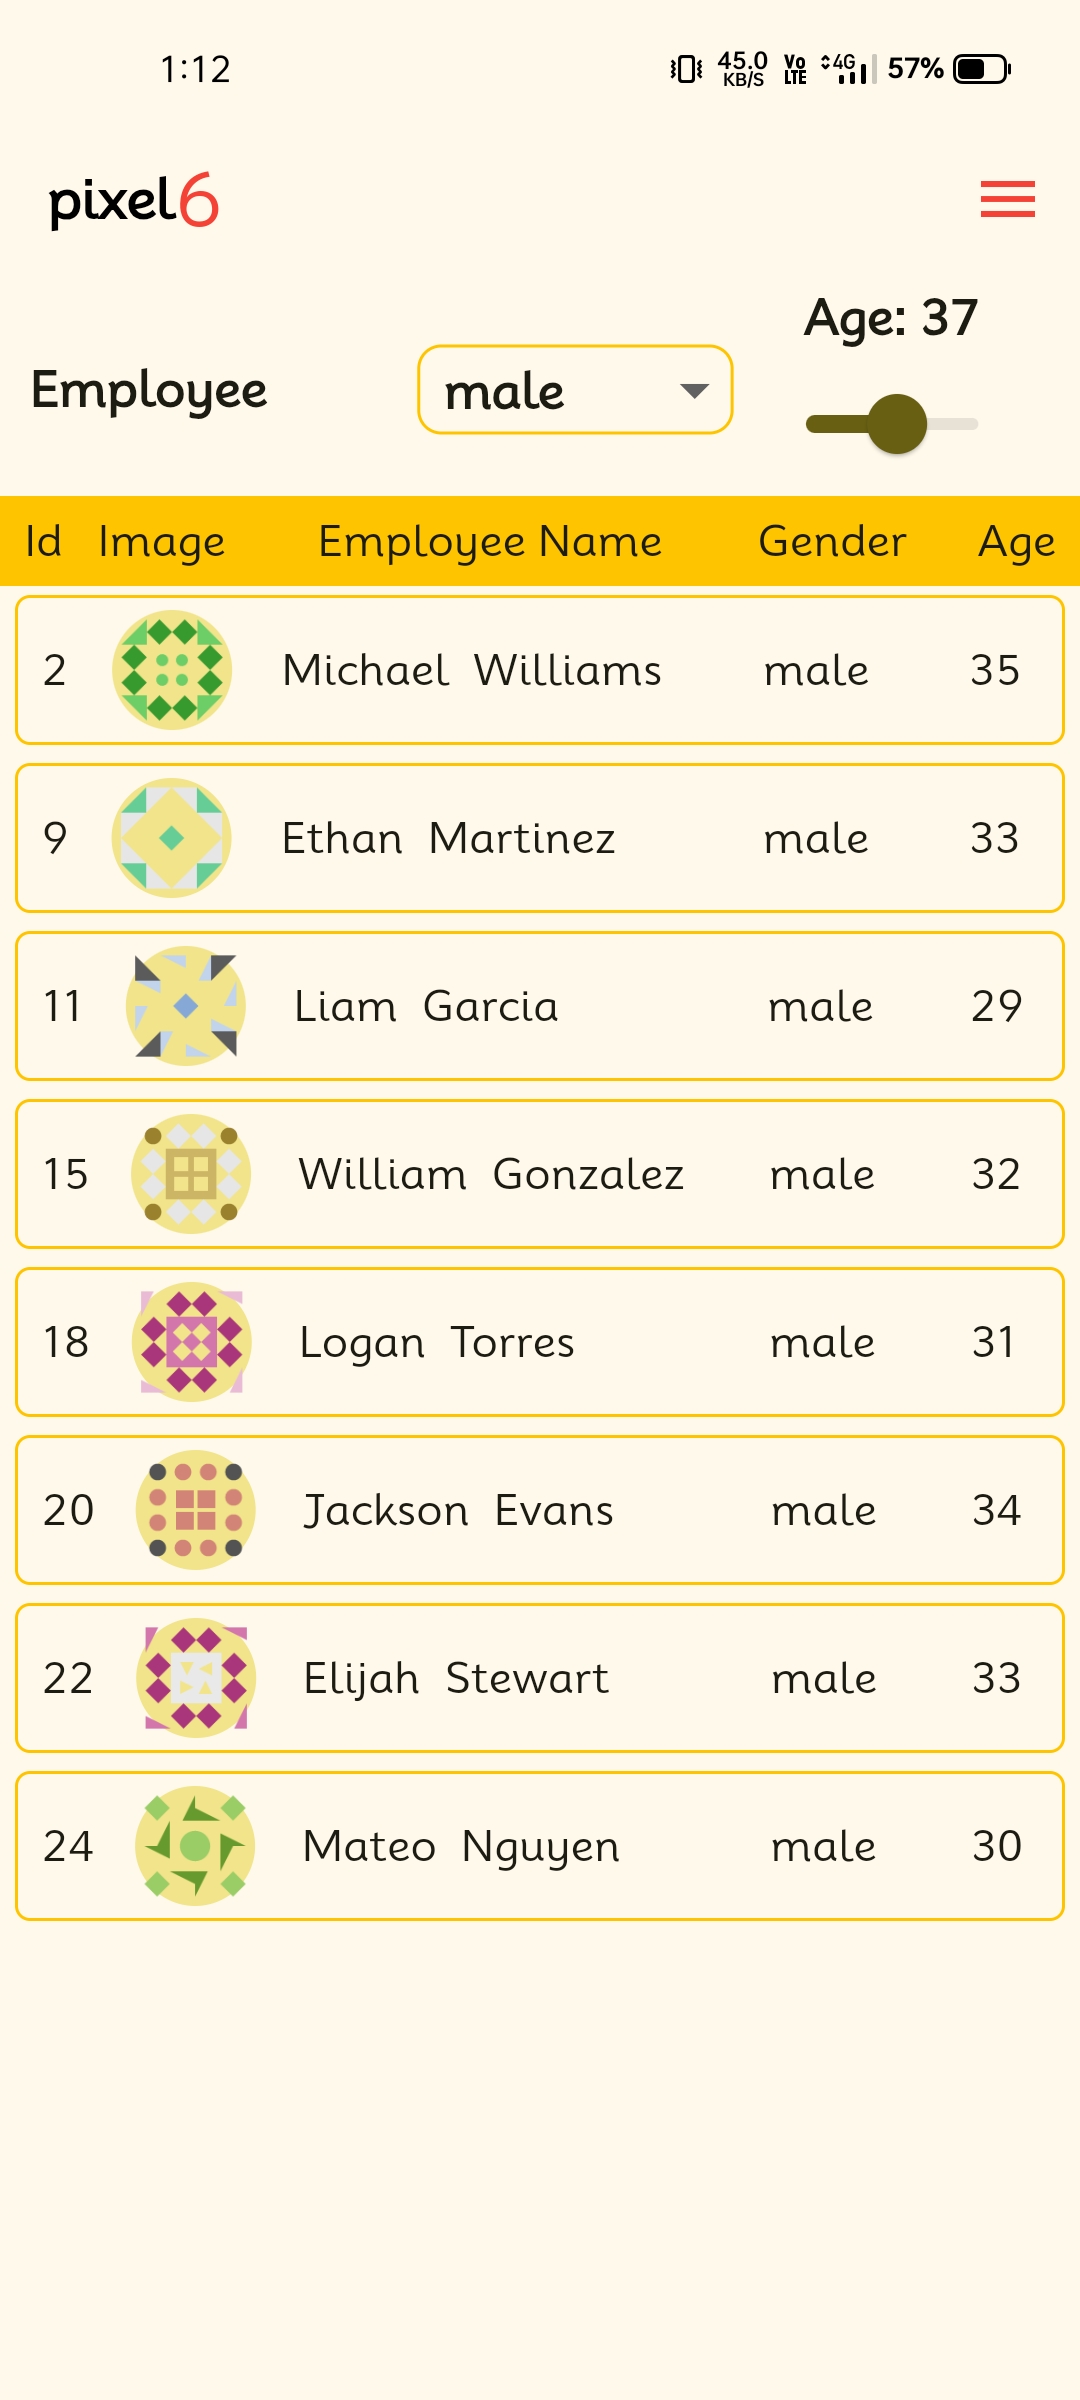 1:12 45.0 KB/S Vo LTE 4G 57%
pixel6
Age: 37
Employee male
Id Image Employee Name Gender Age
2 Michael Williams male 35
9 Ethan Martinez male 33
11 Liam Garcia male 29
15 William Gonzalez male 32
18 Logan Torres male 31
20 Jackson Evans male 34
22 Elijah Stewart male 33
24 Mateo Nguyen male 30